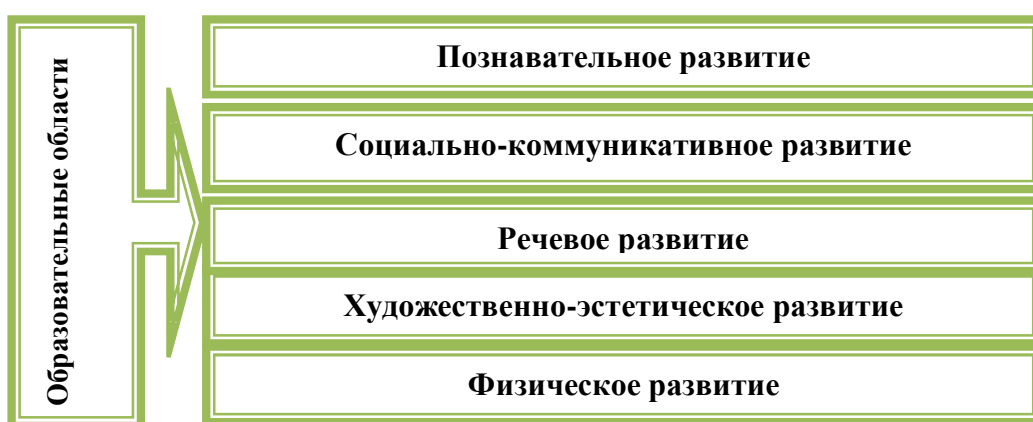 Образовательные области
Познавательное развитие
Социально-коммуникативное развитие
Речевое развитие
Художественно-эстетическое развитие
Физическое развитие